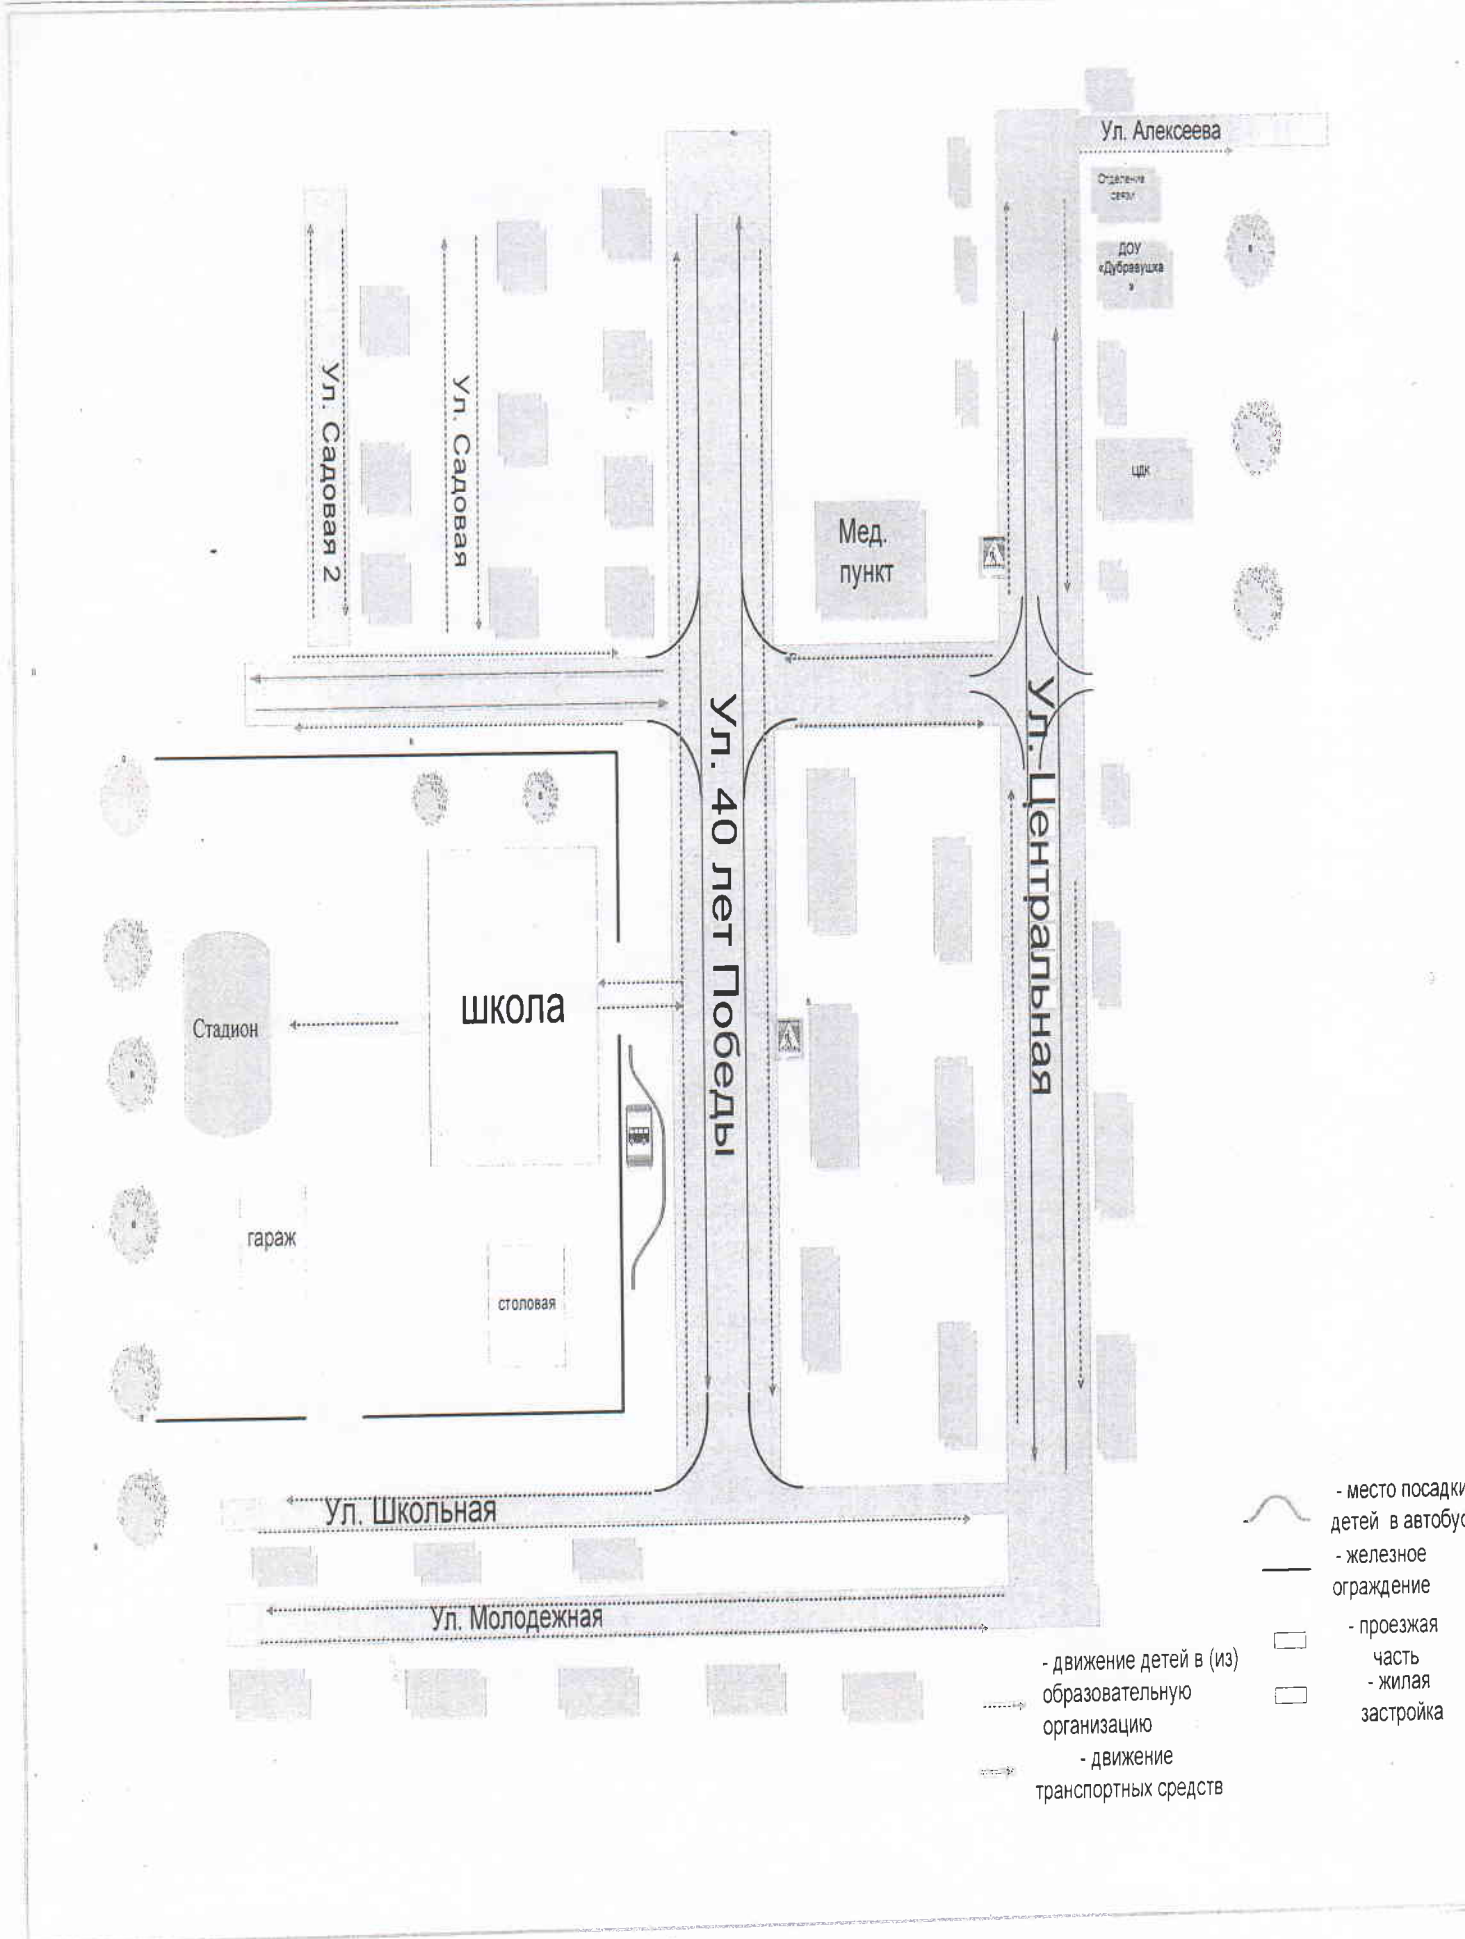 Ул. Алексеева
Отделение
связи
ДОУ
«Дубравушка
»
Ул. Садовая 2
Ул. Садовая
ЦДК
Мед.
пункт
Ул. 40 лет Победы
Ул. Центральная
школа
Стадион
гараж
столовая
Ул. Школьная
Ул. Молодежная
- место посадки
детей в автобус
- железное
ограждение
- проезжая
часть
- жилая
застройка
- движение детей в (из)
образовательную
организацию
- движение
транспортных средств